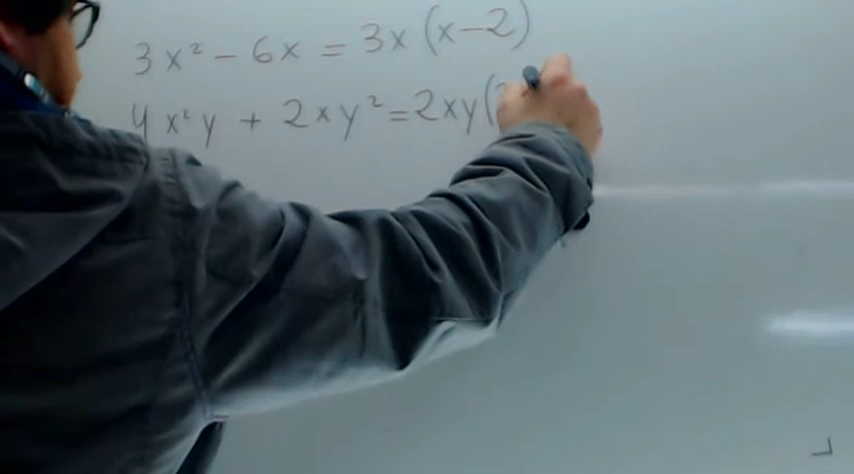 3x² - 6x = 3x (x-2)
4x²y + 2xy² = 2xy(